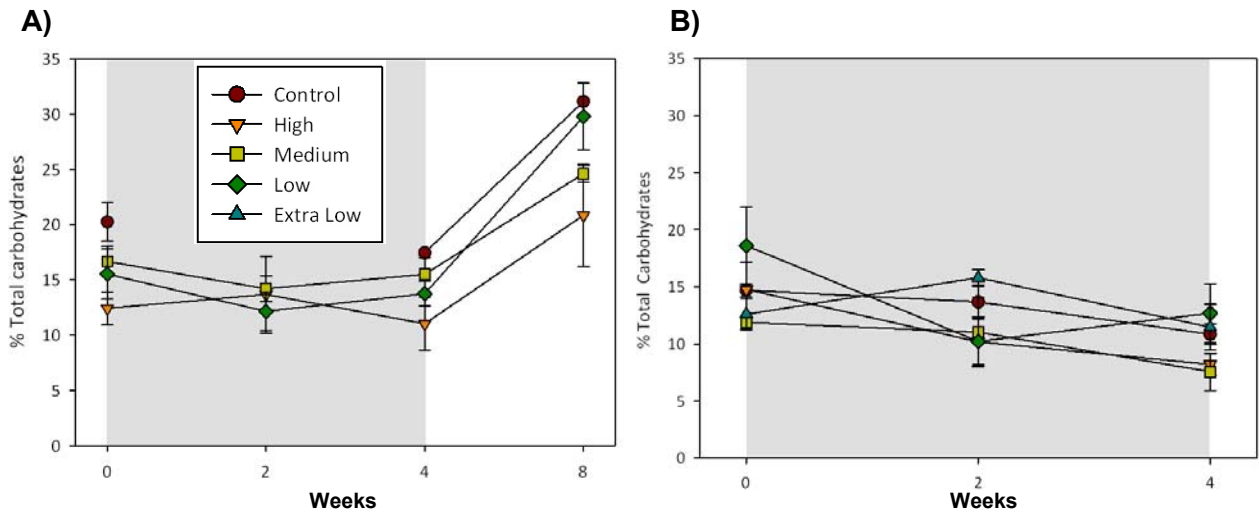 A)
% Total carbohydrates
35
30
25
20
15
10
5
0
Control
High
Medium
Low
Extra Low
0
2
4
8
Weeks
B)
% Total Carbohydrates
35
30
25
20
15
10
5
0
0
2
4
Weeks